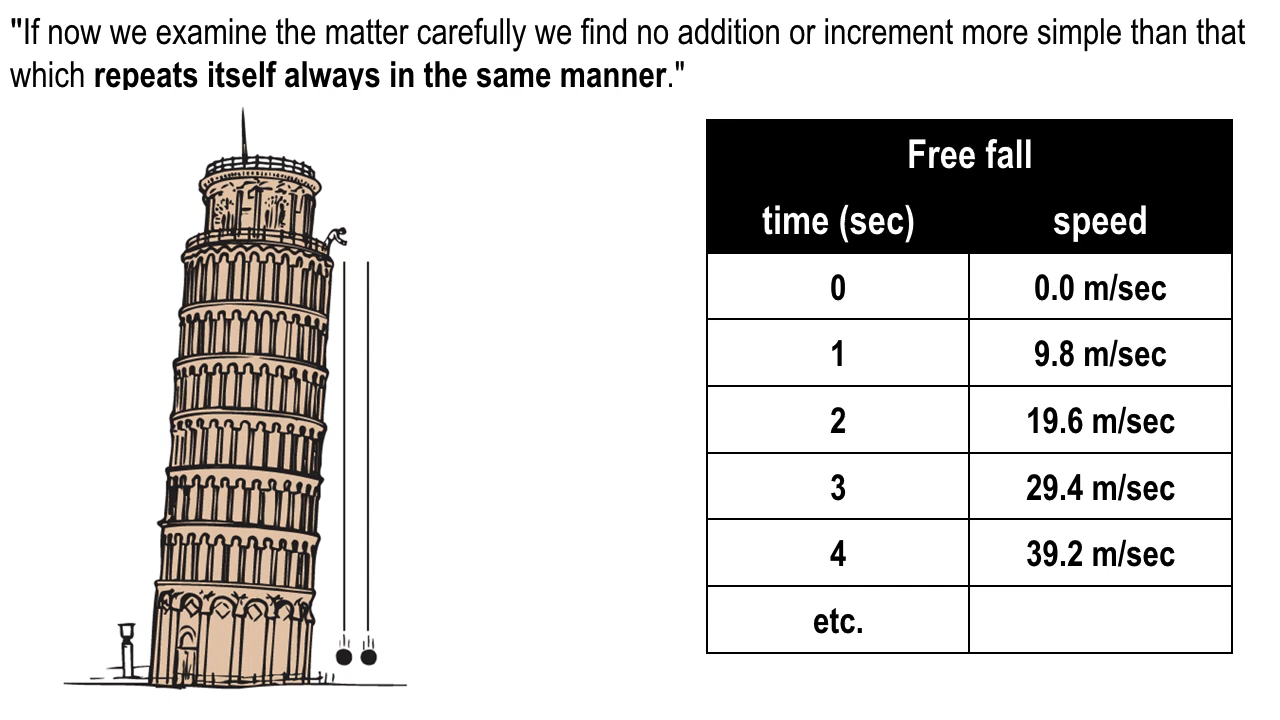 "If now we examine the matter carefully we find no addition or increment more simple than that
which repeats itself always in the same manner."
Free fall
time (sec) speed
0 0.0 m/sec
1 9.8 m/sec
2 19.6 m/sec
3 29.4 m/sec
4 39.2 m/sec
etc.